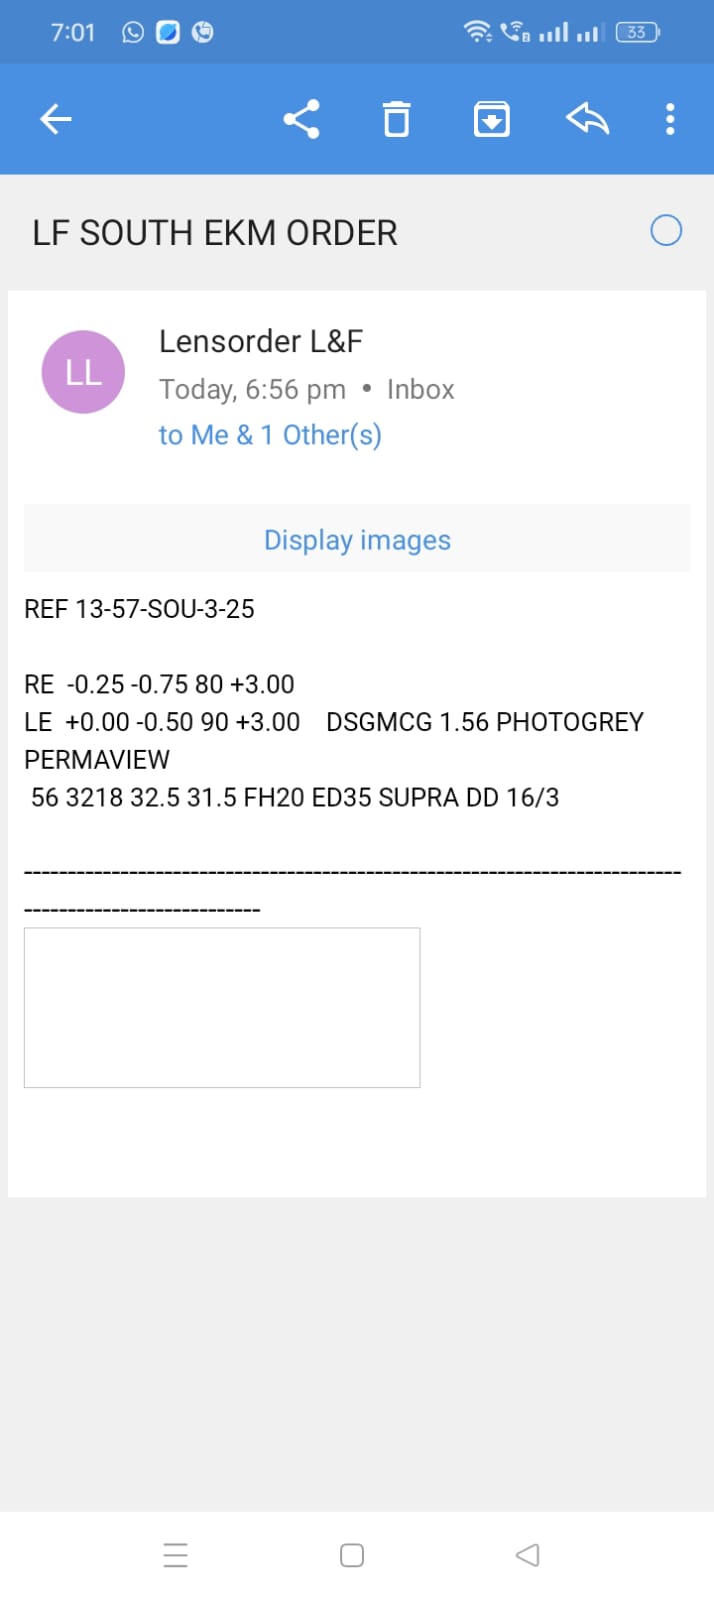 7:01
33
LF SOUTH EKM ORDER
LL
Lensorder L&F
Today, 6:56 pm • Inbox
to Me & 1 Other(s)
Display images
REF 13-57-SOU-3-25
RE -0.25 -0.75 80 +3.00
LE +0.00 -0.50 90 +3.00 DSGMCG 1.56 PHOTOGREY
PERMAVIEW
56 3218 32.5 31.5 FH20 ED35 SUPRA DD 16/3
---------------------------------------------------------------------------
---------------------------